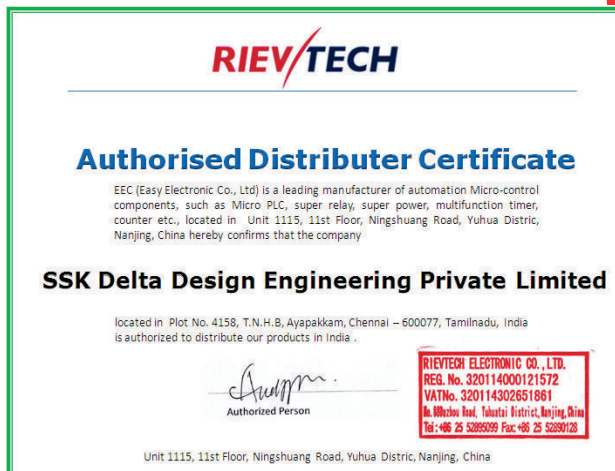 RIEV/TECH
Authorised Distributer Certificate
EEC (Easy Electronic Co., Ltd) is a leading manufacturer of automation Micro-control
components, such as Micro PLC, super relay, super power, multifunction timer,
counter etc., located in Unit 1115, 11st Floor, Ningshuang Road, Yuhua Distric,
Nanjing, China hereby confirms that the company
SSK Delta Design Engineering Private Limited
located in Plot No. 4158, T.N.H.B, Ayapakkam, Chennai – 600077, Tamilnadu, India
is authorized to distribute our products in India .
Authorized Person
RIEVTECH ELECTRONIC CO., LTD.
REG. No. 320114000121572
VATNo. 320114302651861
Road, Yuhuatai District, Nanjing, China
Tel: +86 25 52895099 Fax: +86 25 52890128
Unit 1115, 11st Floor, Ningshuang Road, Yuhua Distric, Nanjing, China